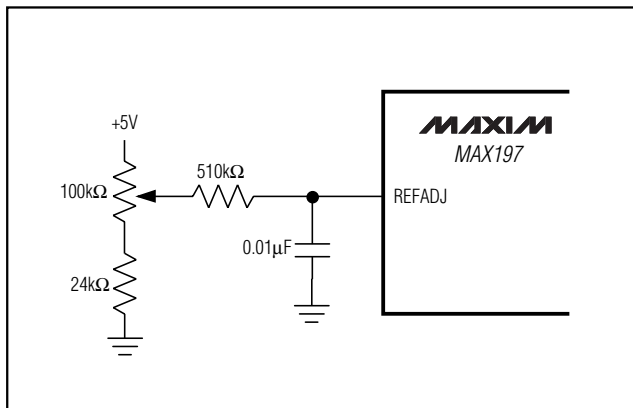 +5V
100kΩ
510kΩ
24kΩ
0.01µF
REFADJ
MAXIM
MAX197